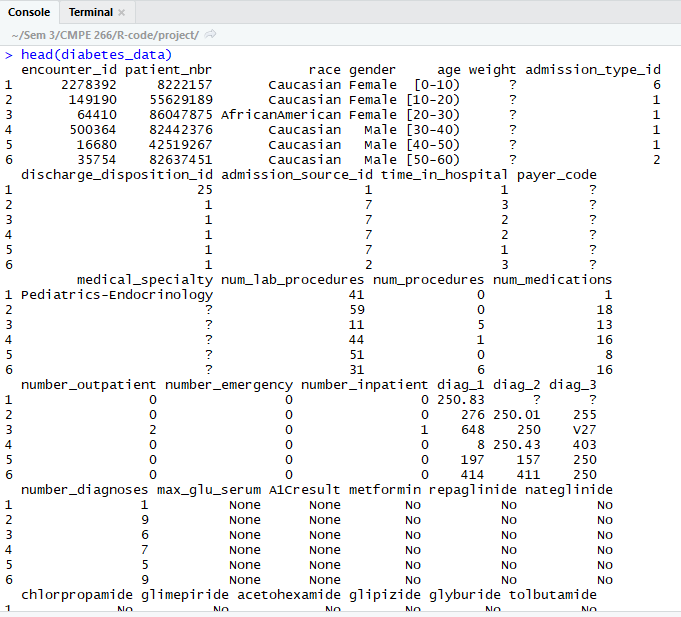 Console Terminal ×
~/Sem 3/CMPE 266/R-code/project/
> head(diabetes_data)
encounter_id patient_nbr race gender age weight admission_type_id
1 2278392 8222157 Caucasian Female [0-10) ? 6
2 149190 55629189 Caucasian Female [10-20) ? 1
3 64410 86047875 AfricanAmerican Female [20-30) ? 1
4 500364 82442376 Caucasian Male [30-40) ? 1
5 16680 42519267 Caucasian Male [40-50) ? 1
6 35754 82637451 Caucasian Male [50-60) ? 2
discharge_disposition_id admission_source_id time_in_hospital payer_code
1 25 1 1 ?
2 1 7 3 ?
3 1 7 2 ?
4 1 7 2 ?
5 1 7 1 ?
6 1 2 3 ?
medical_specialty num_lab_procedures num_procedures num_medications
1 Pediatrics-Endocrinology 41 0 1
2 ? 59 0 18
3 ? 11 5 13
4 ? 44 1 16
5 ? 51 0 8
6 ? 31 6 16
number_outpatient number_emergency number_inpatient diag_1 diag_2 diag_3
1 0 0 0 250.83 ? ?
2 0 0 0 276 250.01 255
3 2 0 1 648 250 V27
4 0 0 0 8 250.43 403
5 0 0 0 197 157 250
6 0 0 0 414 411 250
number_diagnoses max_glu_serum A1Cresult metformin repaglinide nateglinide
1 1 None None No No No
2 9 None None No No No
3 6 None None No No No
4 7 None None No No No
5 5 None None No No No
6 9 None None No No No
chlorpropamide glimepiride acetohexamide glipizide glyburide tolbutamide
1 No No No No No No